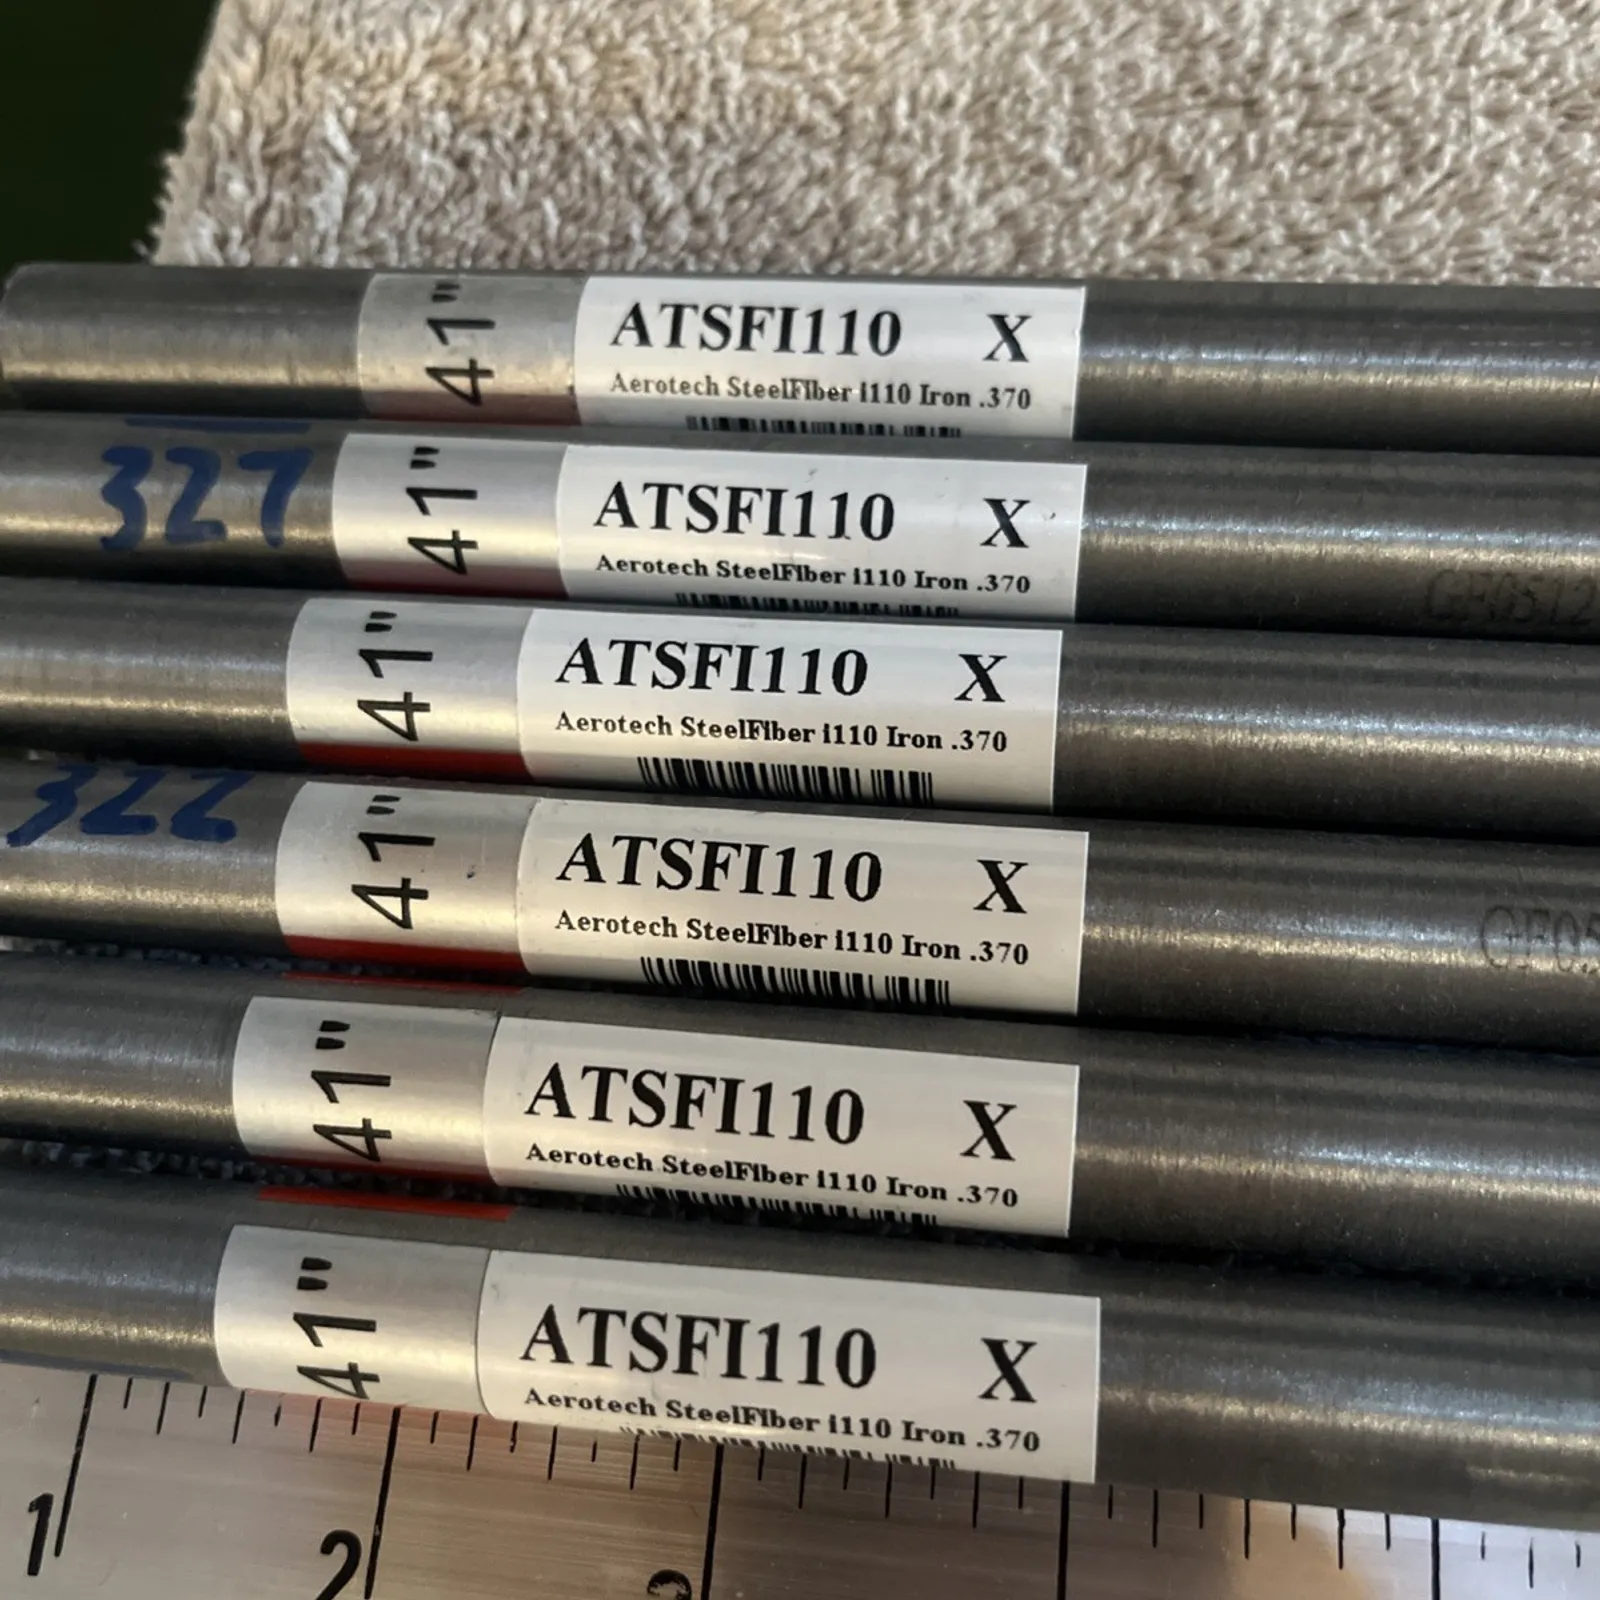 41" ATSFI110 X
Aerotech SteelFiber i110 Iron .370
327 41" ATSFI110 X
Aerotech SteelFiber i110 Iron .370
41" ATSFI110 X
Aerotech SteelFiber i110 Iron .370
322 41" ATSFI110 X
Aerotech SteelFiber i110 Iron .370
41" ATSFI110 X
Aerotech SteelFiber i110 Iron .370
41" ATSFI110 X
Aerotech SteelFiber i110 Iron .370
1 2 3